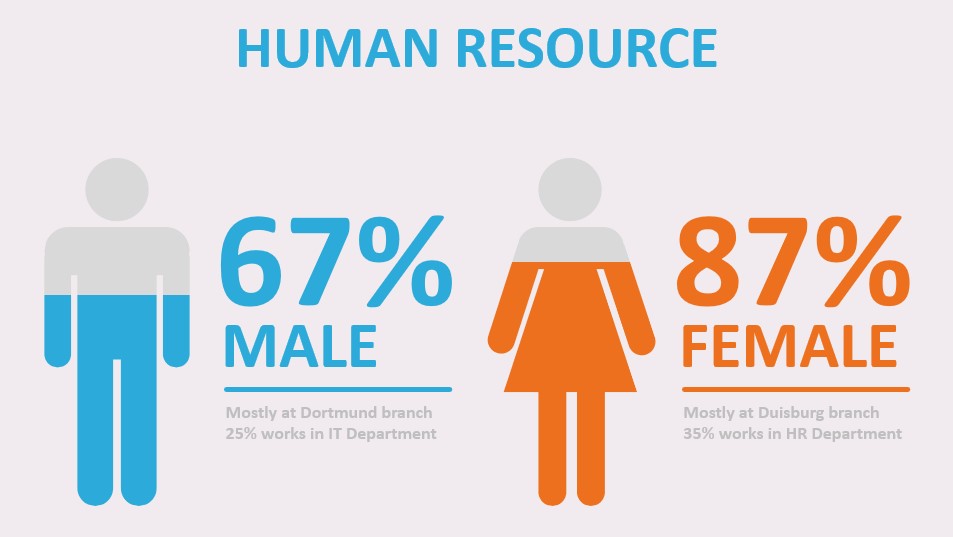 HUMAN RESOURCE
67%
MALE
Mostly at Dortmund branch
25% works in IT Department
87%
FEMALE
Mostly at Duisburg branch
35% works in HR Department